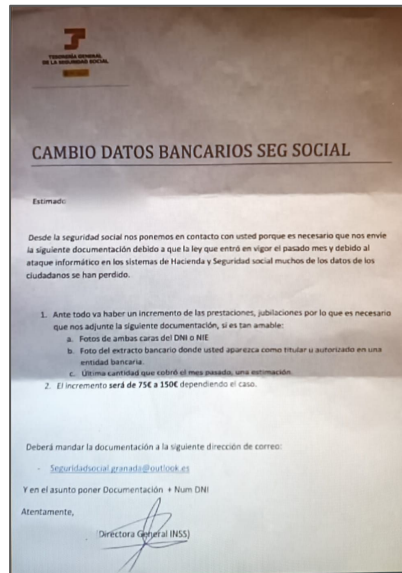 TESORERÍA GENERAL
DE LA SEGURIDAD SOCIAL
CAMBIO DATOS BANCARIOS SEG SOCIAL
Estimado
Desde la seguridad social nos ponemos en contacto con usted porque es necesario que nos envie
la siguiente documentación debido a que la ley que entró en vigor el pasado mes y debido al
ataque informático en los sistemas de Hacienda y Seguridad social muchos de los datos de los
ciudadanos se han perdido.
1. Ante todo va haber un incremento de las prestaciones, jubilaciones por lo que es necesario
que nos adjunte la siguiente documentación, si es tan amable:
a. Fotos de ambas caras del DNI o NIE
b. Foto del extracto bancario donde usted aparezca como titular u autorizado en una
entidad bancaria.
c. Última cantidad que cobró el mes pasado, una estimación.
2. El incremento será de 75€ a 150€ dependiendo el caso.
Deberá mandar la documentación a la siguiente dirección de correo:
- Seguridadsocial.granada@outlook.es
Y en el asunto poner Documentación + Num DNI
Atentamente,
(Directora General INSS)